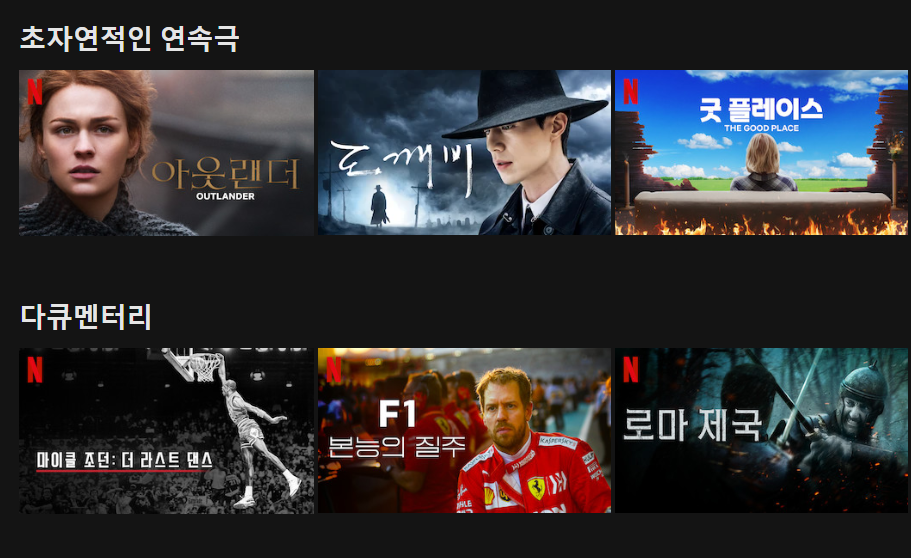 초자연적인 연속극
N
아웃랜더
OUTLANDER
도깨비
N
굿 플레이스
THE GOOD PLACE
다큐멘터리
N
마이클 조던: 더 라스트 댄스
N
F1
본능의 질주
KASPERSKY
N
로마 제국